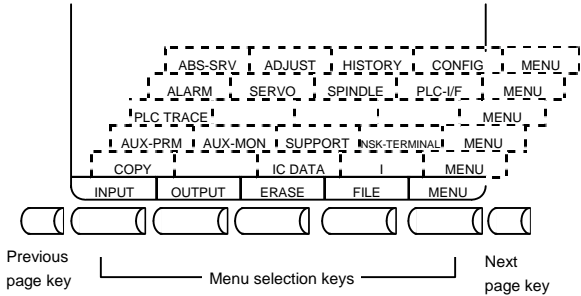 ABS-SRV ADJUST HISTORY CONFIG MENU
ALARM SERVO SPINDLE PLC-I/F MENU
PLC TRACE MENU
AUX-PRM AUX-MON SUPPORT NSK-TERMINAL MENU
COPY IC DATA I MENU
INPUT OUTPUT ERASE FILE MENU
Previous
page key
Menu selection keys
Next
page key